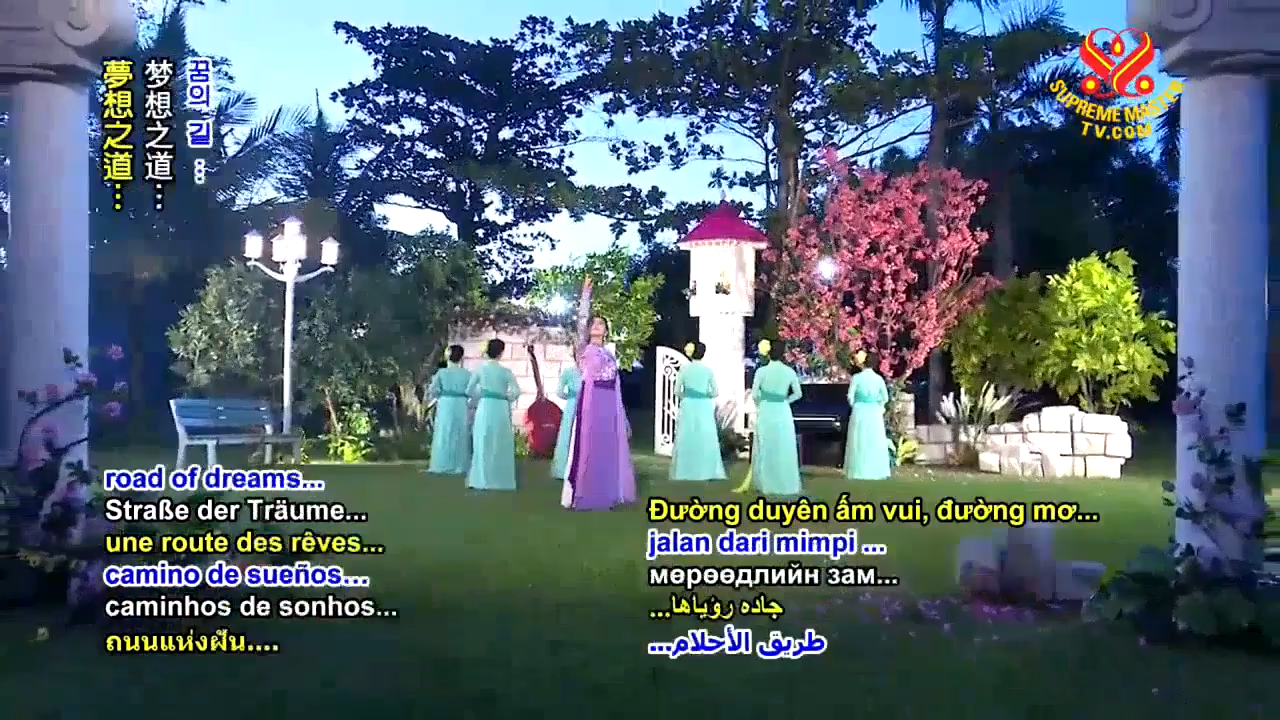 夢想之道…
梦想之道…
꿈의 길 …
SUPREME MASTER
TV.COM
road of dreams...
Straße der Träume...
une route des rêves...
camino de sueños...
caminhos de sonhos...
ถนนแห่งฝัน....
Đường duyên ấm vui, đường mơ...
jalan dari mimpi ...
мөрөөдлийн зам...
جاده رؤیاها...
طريق الأحلام...